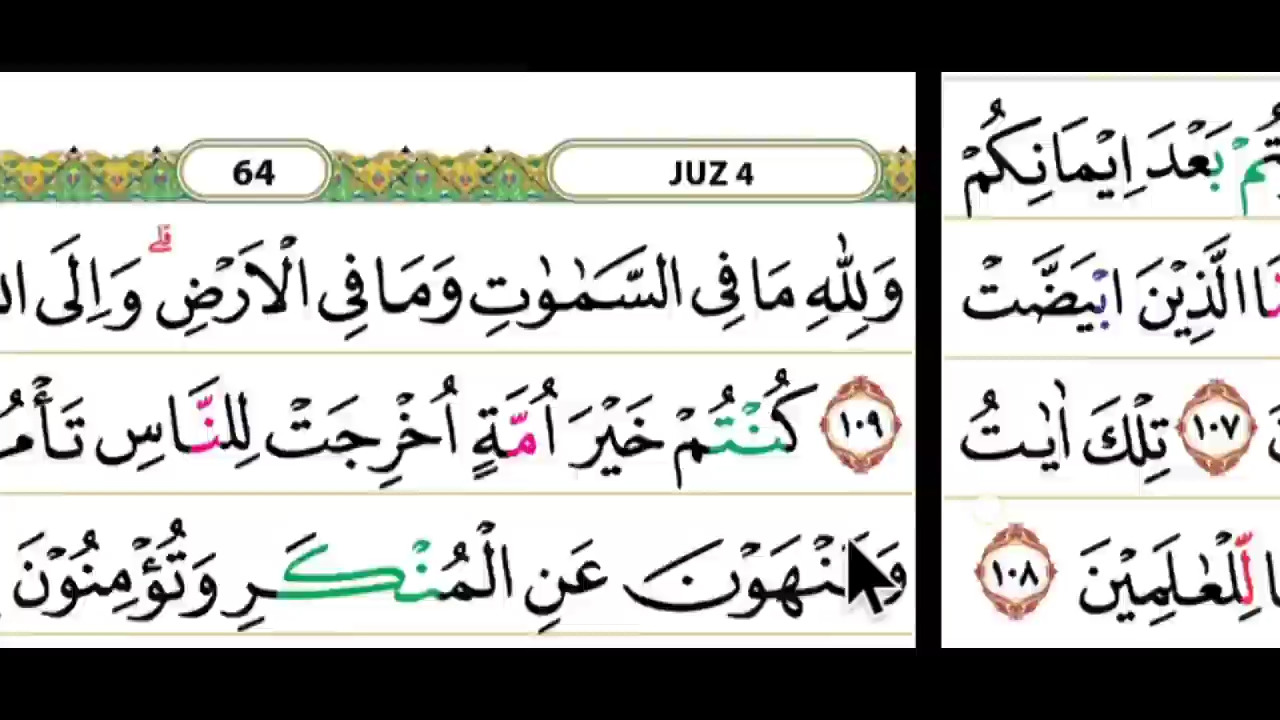 تُمْ بَعْدَ اِيْمَانِكُمْ
الَّذِيْنَ ابْيَضَّتْ
١٠٧ تِلْكَ اٰيٰتُ
لِّلْعٰلَمِيْنَ ١٠٨
64 JUZ 4
وَلِلّٰهِ مَا فِى السَّمٰوٰتِ وَمَا فِى الْاَرْضِۗ وَاِلَى
١٠٩ كُنْتُمْ خَيْرَ اُمَّةٍ اُخْرِجَتْ لِلنَّاسِ تَأْمُ
وَتَنْهَوْنَ عَنِ الْمُنْكَرِ وَتُؤْمِنُوْنَ